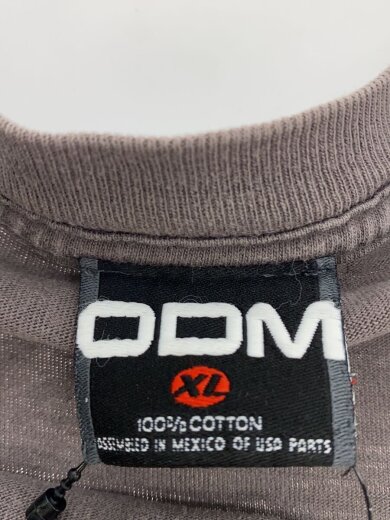 ODM
XL
100% COTTON
ASSEMBLED IN MEXICO OF USA PARTS